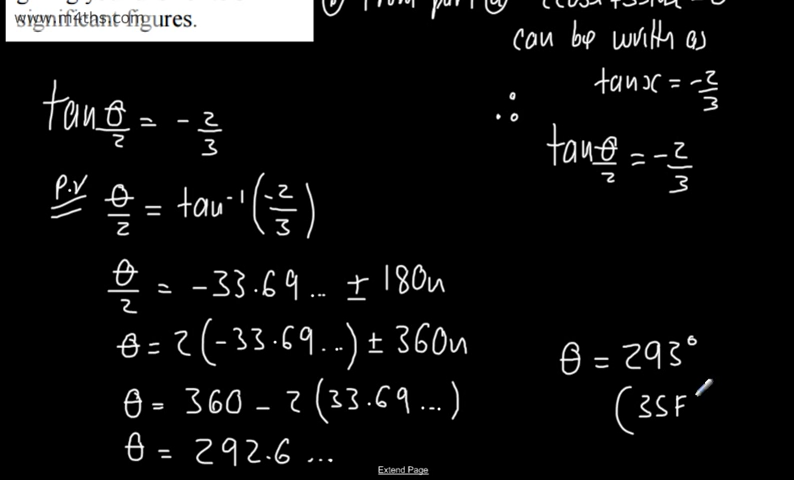 www.m4ths.com
significant figures.
from part (a)
can be written as
tan x = -2/3
∴ tan θ/2 = -2/3
tan θ/2 = -2/3
P.V θ/2 = tan⁻¹(-2/3)
θ/2 = -33.69... ± 180n
θ = 2(-33.69...) ± 360n
θ = 360 - 2(33.69...)
θ = 292.6...
θ = 293°
(3SF
Extend Page